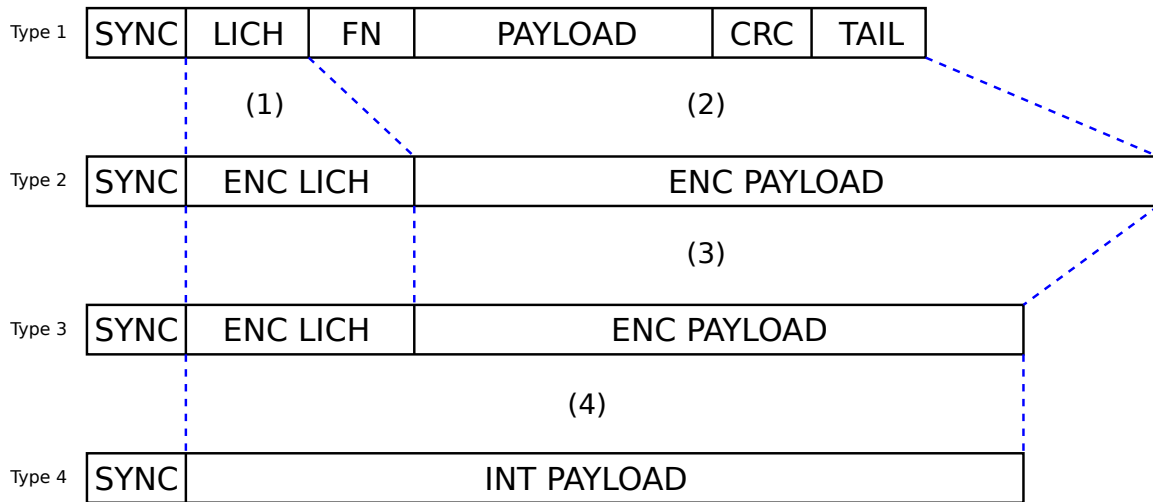 Type 1 SYNC LICH FN PAYLOAD CRC TAIL
(1) (2)
Type 2 SYNC ENC LICH ENC PAYLOAD
(3)
Type 3 SYNC ENC LICH ENC PAYLOAD
(4)
Type 4 SYNC INT PAYLOAD